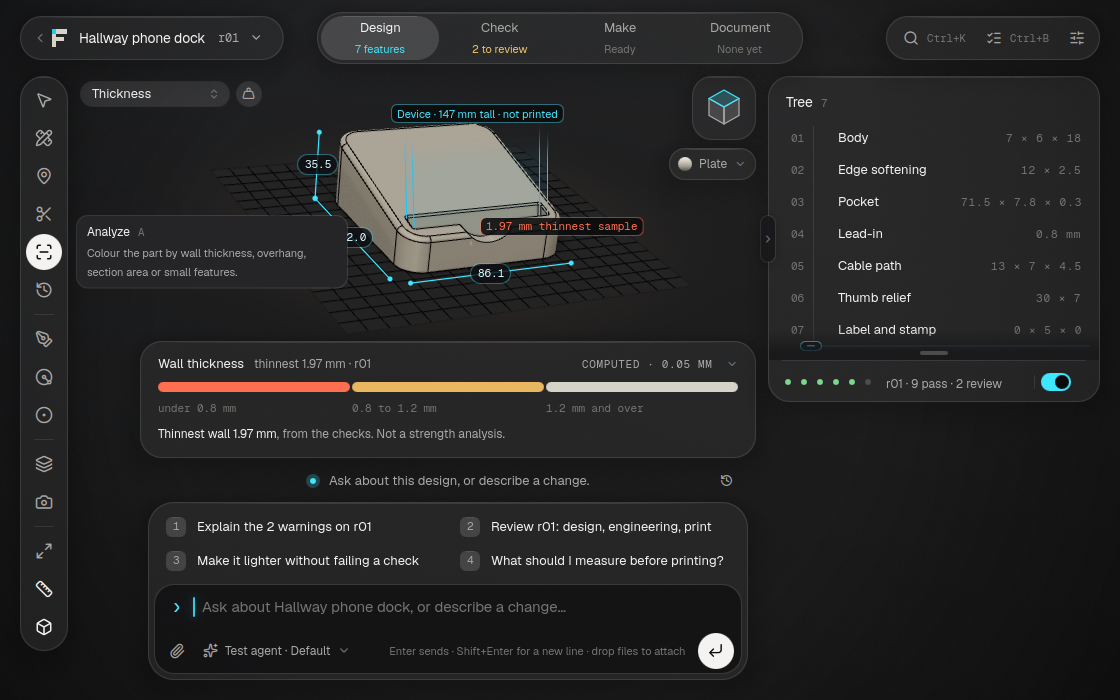 Hallway phone dock r01
Design
7 features
Check
2 to review
Make
Ready
Document
None yet
Ctrl+K
Ctrl+B
Thickness
Device · 147 mm tall · not printed
35.5
2.0
86.1
1.97 mm thinnest sample
Plate
Analyze A
Colour the part by wall thickness, overhang,
section area or small features.
Tree 7
01 Body 7 × 6 × 18
02 Edge softening 12 × 2.5
03 Pocket 71.5 × 7.8 × 0.3
04 Lead-in 0.8 mm
05 Cable path 13 × 7 × 4.5
06 Thumb relief 30 × 7
07 Label and stamp 0 × 5 × 0
r01 · 9 pass · 2 review
Wall thickness thinnest 1.97 mm · r01 COMPUTED · 0.05 MM
under 0.8 mm 0.8 to 1.2 mm 1.2 mm and over
Thinnest wall 1.97 mm, from the checks. Not a strength analysis.
Ask about this design, or describe a change.
1 Explain the 2 warnings on r01
2 Review r01: design, engineering, print
3 Make it lighter without failing a check
4 What should I measure before printing?
Ask about Hallway phone dock, or describe a change...
Test agent · Default
Enter sends · Shift+Enter for a new line · drop files to attach